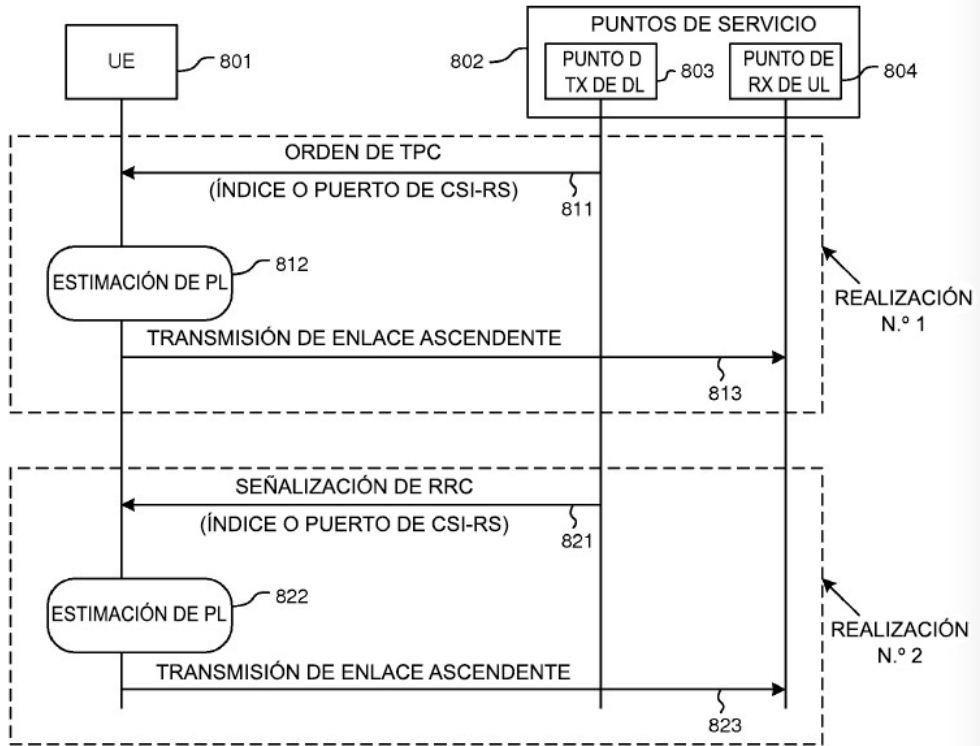 PUNTOS DE SERVICIO
UE
801
802
PUNTO D
TX DE DL
803
PUNTO DE
RX DE UL
804
ORDEN DE TPC
(ÍNDICE O PUERTO DE CSI-RS)
811
ESTIMACIÓN DE PL
812
REALIZACIÓN
N.º 1
TRANSMISIÓN DE ENLACE ASCENDENTE
813
SEÑALIZACIÓN DE RRC
(ÍNDICE O PUERTO DE CSI-RS)
821
ESTIMACIÓN DE PL
822
REALIZACIÓN
N.º 2
TRANSMISIÓN DE ENLACE ASCENDENTE
823